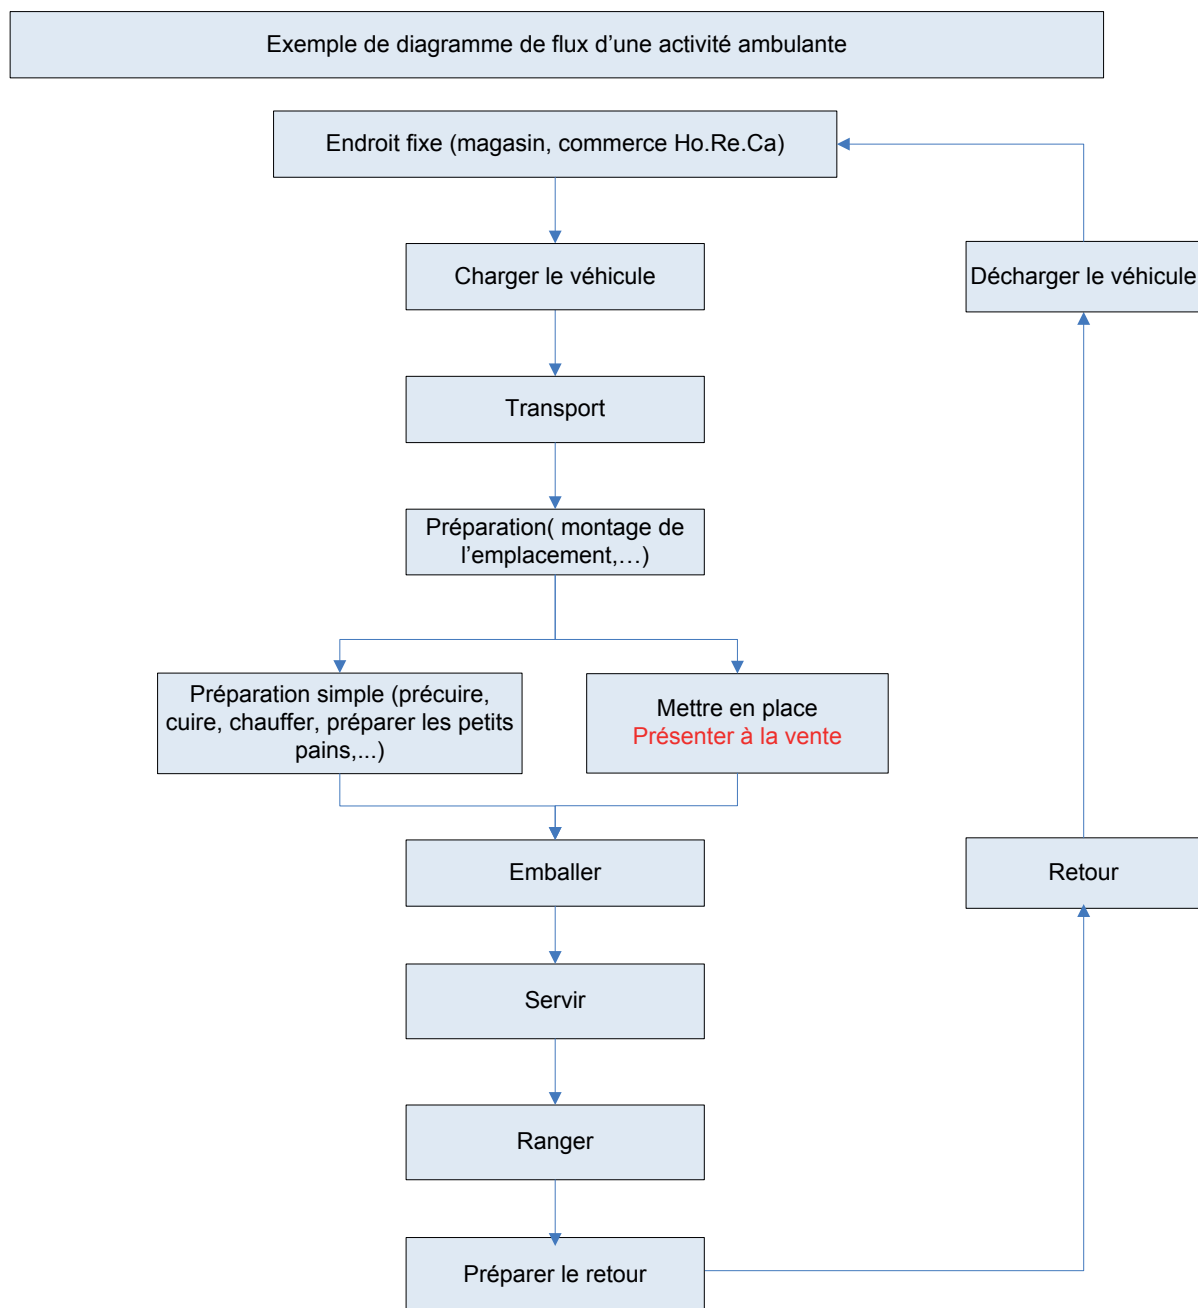 Exemple de diagramme de flux d’une activité ambulante
Endroit fixe (magasin, commerce Ho.Re.Ca)
Charger le véhicule
Décharger le véhicule
Transport
Préparation( montage de
l’emplacement,…)
Préparation simple (précuire,
cuire, chauffer, préparer les petits
pains,...)
Mettre en place
Présenter à la vente
Emballer
Retour
Servir
Ranger
Préparer le retour